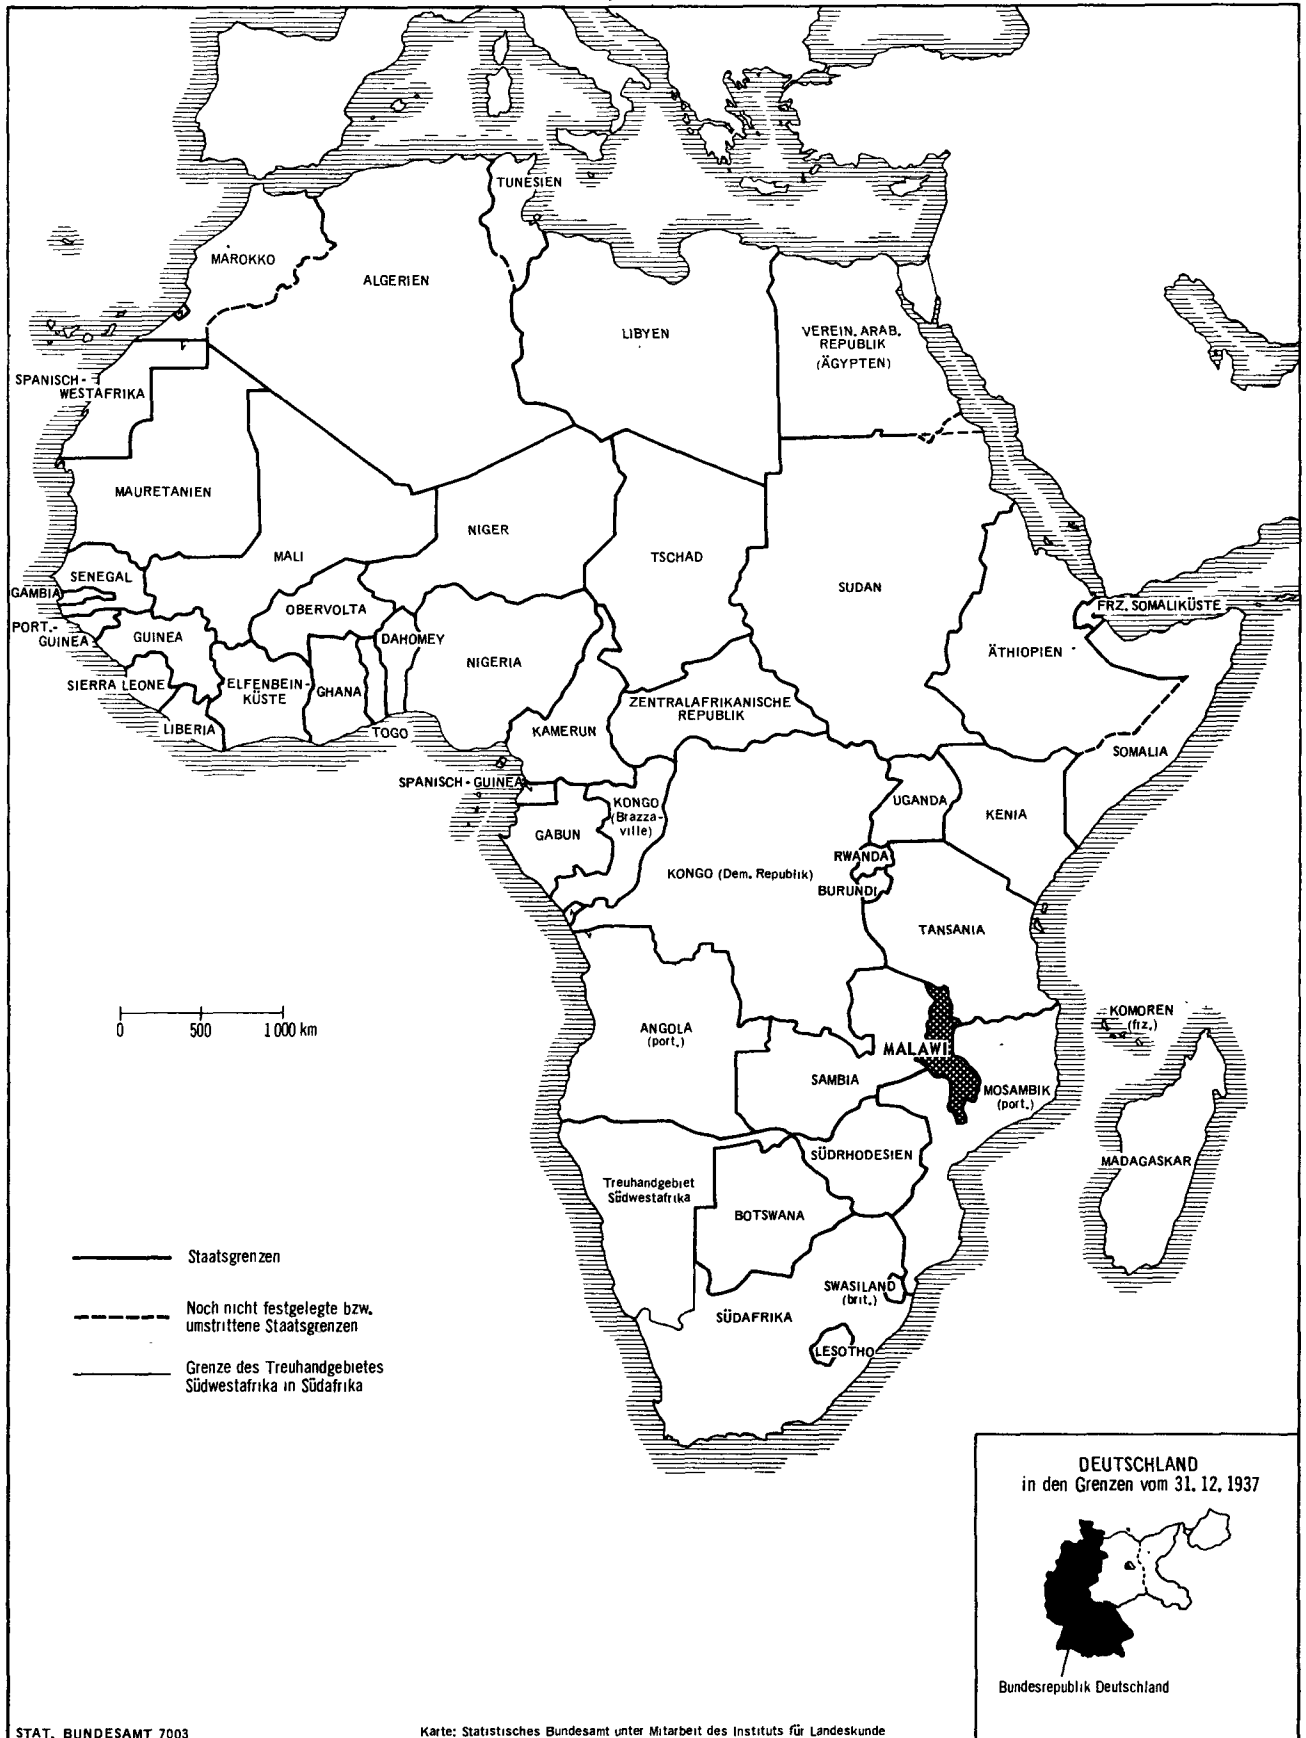 TUNESIEN
MAROKKO
ALGERIEN
LIBYEN
VEREIN. ARAB.
REPUBLIK
(ÄGYPTEN)
SPANISCH-
WESTAFRIKA
MAURETANIEN
MALI
NIGER
TSCHAD
SUDAN
SENEGAL
GAMBIA
PORT.-
GUINEA
GUINEA
SIERRA LEONE
LIBERIA
ELFENBEIN-
KÜSTE
OBERVOLTA
GHANA
TOGO
DAHOMEY
NIGERIA
KAMERUN
ZENTRALAFRIKANISCHE
REPUBLIK
ÄTHIOPIEN
FRZ. SOMALIKÜSTE
SOMALIA
SPANISCH-GUINEA
GABUN
KONGO
(Brazza-
ville)
KONGO (Dem. Republik)
UGANDA
KENIA
RWANDA
BURUNDI
TANSANIA
0 500 1000 km
ANGOLA
(port.)
SAMBIA
MALAWI
MOSAMBIK
(port.)
KOMOREN
(frz.)
MADAGASKAR
SÜDRHODESIEN
Treuhandgebiet
Südwestafrika
BOTSWANA
SWASILAND
(brit.)
SÜDAFRIKA
LESOTHO
Staatsgrenzen
Noch nicht festgelegte bzw.
umstrittene Staatsgrenzen
Grenze des Treuhandgebietes
Südwestafrika in Südafrika
DEUTSCHLAND
in den Grenzen vom 31. 12. 1937
Bundesrepublik Deutschland
STAT. BUNDESAMT 7003
Karte: Statistisches Bundesamt unter Mitarbeit des Instituts für Landeskunde